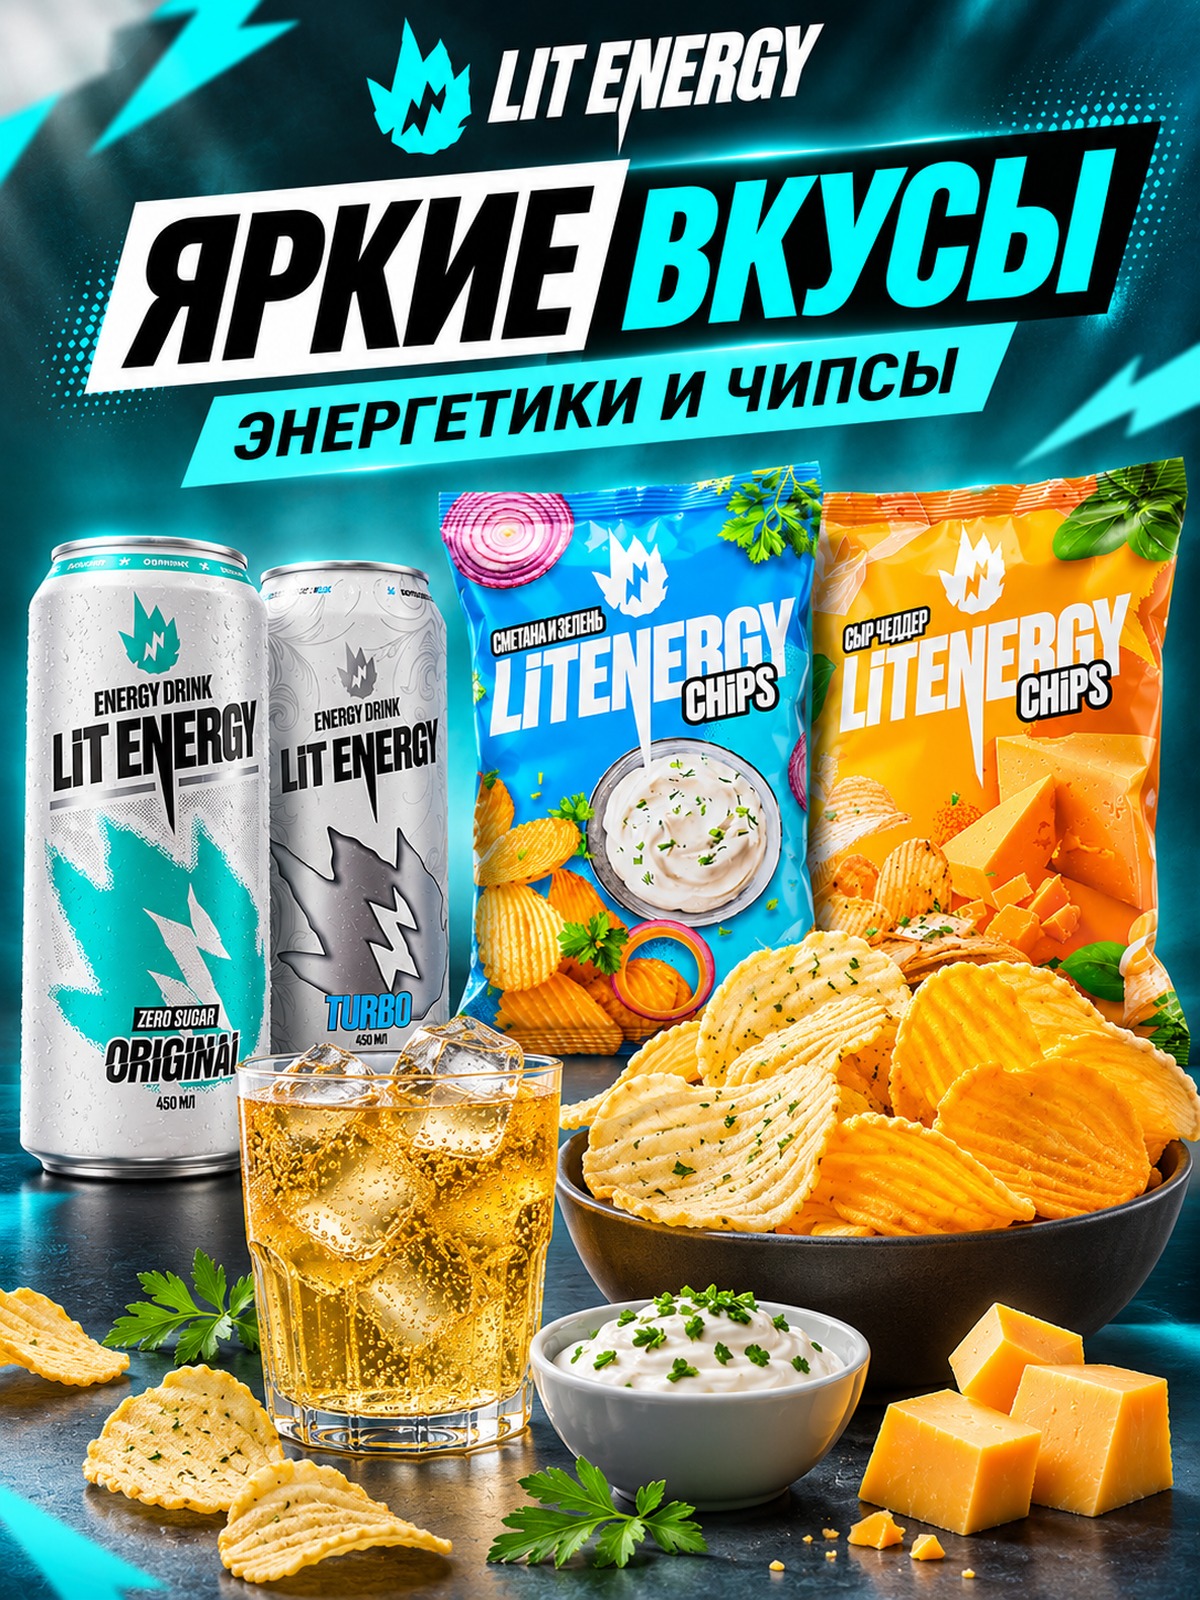 LIT ENERGY
ЯРКИЕ ВКУСЫ
ЭНЕРГЕТИКИ И ЧИПСЫ
ENERGY DRINK
LiT ENERGY
ZERO SUGAR
ORIGINAL
450 МЛ
ENERGY DRINK
LiT ENERGY
TURBO
450 МЛ
СМЕТАНА И ЗЕЛЕНЬ
LiTENERGY
CHiPS
СЫР ЧЕДДЕР
LiTENERGY
CHiPS